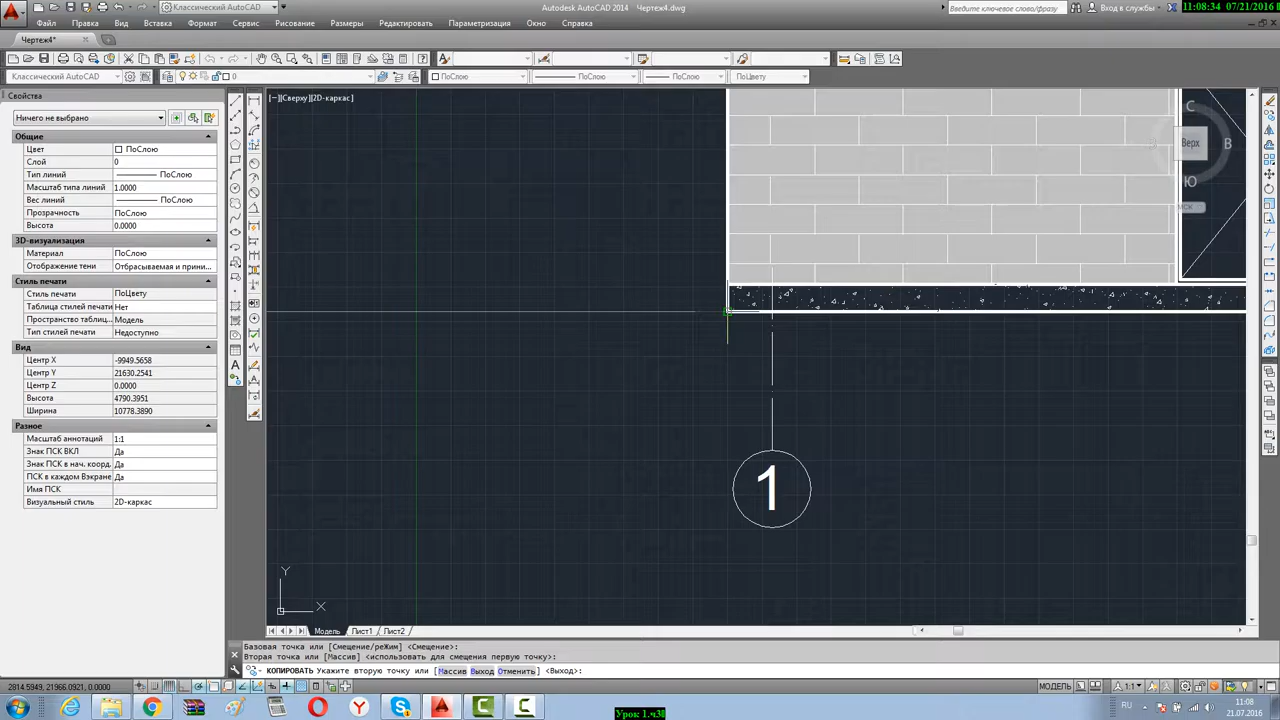 Классический AutoCAD
Autodesk AutoCAD 2014 Чертеж4.dwg
Введите ключевое слово/фразу
Вход в службы
11:08:34 07/21/2016
Файл Правка Вид Вставка Формат Сервис Рисование Размеры Редактировать Параметризация Окно Справка
Чертеж4*
Классический AutoCAD
0
ПоСлою ПоСлою ПоСлою ПоЦвету
Свойства
[−][Сверху][2D-каркас]
Ничего не выбрано
Общие
Цвет ПоСлою
Слой 0
Тип линий ПоСлою
Масштаб типа линий 1.0000
Вес линий ПоСлою
Прозрачность ПоСлою
Высота 0.0000
3D-визуализация
Материал ПоСлою
Отображение тени Отбрасываемая и прини...
Стиль печати
Стиль печати ПоЦвету
Таблица стилей печати Нет
Пространство таблиц... Модель
Тип стилей печати Недоступно
Вид
Центр X -9949.5658
Центр Y 21630.2541
Центр Z 0.0000
Высота 4790.3951
Ширина 10778.3890
Разное
Масштаб аннотаций 1:1
Знак ПСК ВКЛ Да
Знак ПСК в нач. коорд. Да
ПСК в каждом Вэкране Да
Имя ПСК
Визуальный стиль 2D-каркас
С
Верх
В
Ю
МСК
1
Y
X
Модель Лист1 Лист2
Базовая точка или [Смещение/реЖим] <Смещение>:
Вторая точка или [Массив] <использовать для смещения первую точку>:
КОПИРОВАТЬ Укажите вторую точку или [Массив Выход Отменить] <Выход>:
2814.5949, 21966.0921, 0.0000
МОДЕЛЬ
1:1
RU
11:08
21.07.2016
Урок 1.ч38